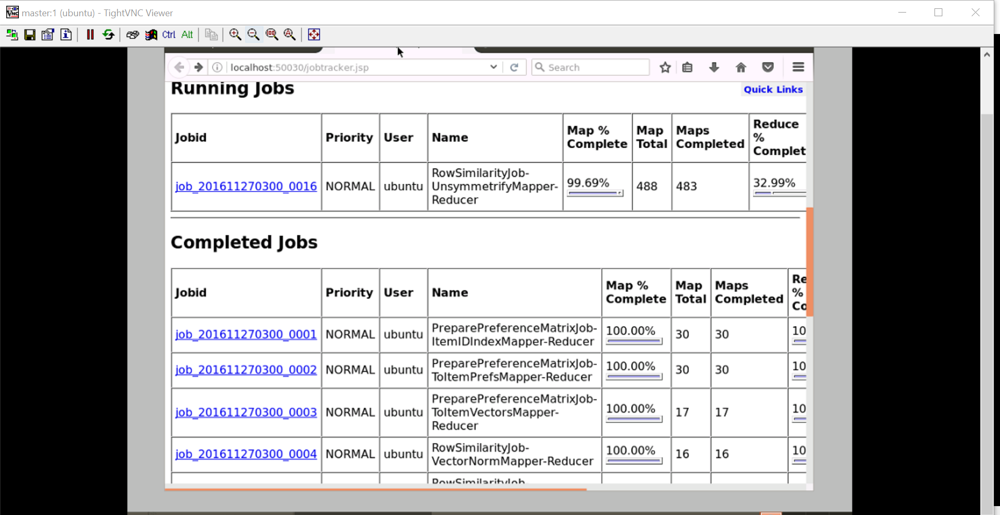 master:1 (ubuntu) - TightVNC Viewer
Ctrl Alt
localhost:50030/jobtracker.jsp
Search
Running Jobs
Quick Links
Jobid Priority User Name Map % Complete Map Total Maps Completed Reduce % Complet
job_201611270300_0016 NORMAL ubuntu RowSimilarityJob-UnsymmetrifyMapper-Reducer 99.69% 488 483 32.99%
Completed Jobs
Jobid Priority User Name Map % Complete Map Total Maps Completed Re % Co
job_201611270300_0001 NORMAL ubuntu PreparePreferenceMatrixJob-ItemIDIndexMapper-Reducer 100.00% 30 30 10
job_201611270300_0002 NORMAL ubuntu PreparePreferenceMatrixJob-ToItemPrefsMapper-Reducer 100.00% 30 30 10
job_201611270300_0003 NORMAL ubuntu PreparePreferenceMatrixJob-ToItemVectorsMapper-Reducer 100.00% 17 17 10
job_201611270300_0004 NORMAL ubuntu RowSimilarityJob-VectorNormMapper-Reducer 100.00% 16 16 10
RowSimilarityJob